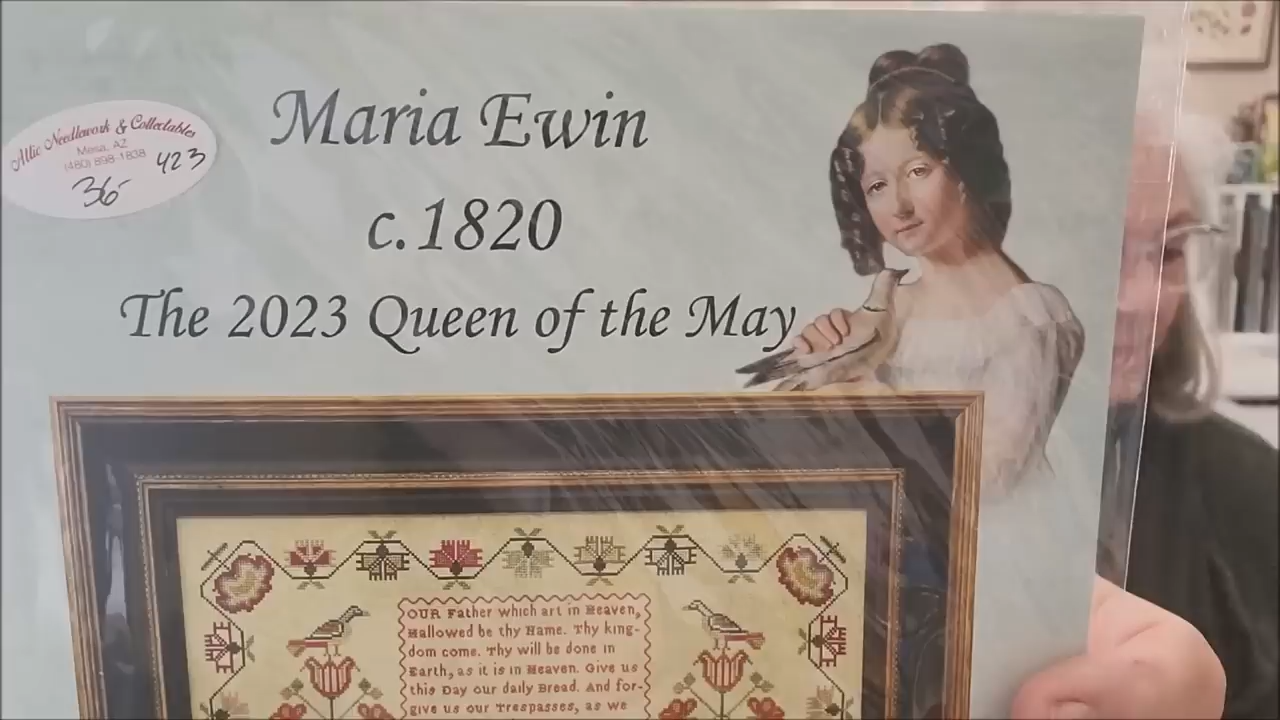 Maria Ewin
c.1820
The 2023 Queen of the May
Attic Needlework & Collectables
Mesa, AZ
(480) 898-1838
423
36-
OUR Father which art in Heaven,
Hallowed be thy Name. Thy king-
dom come. Thy will be done in
Earth, as it is in Heaven. Give us
this Day our daily Bread. And for-
give us our Trespasses, as we